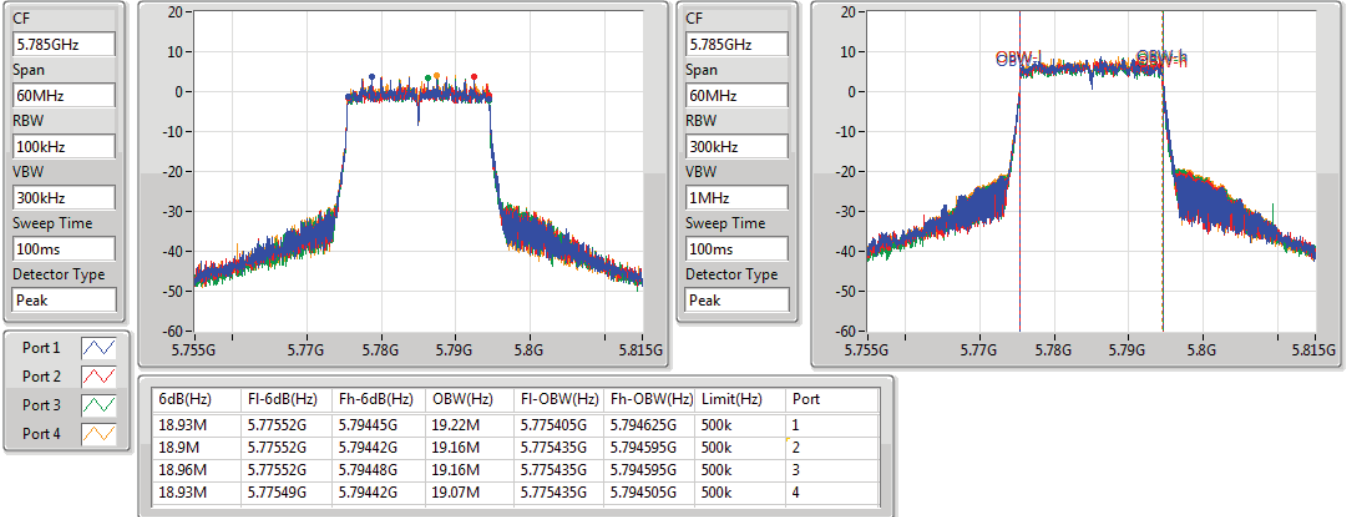 CF
5.785GHz
Span
60MHz
RBW
100kHz
VBW
300kHz
Sweep Time
100ms
Detector Type
Peak
Port 1
Port 2
Port 3
Port 4
20
10
0
-10
-20
-30
-40
-50
-60
5.755G 5.77G 5.78G 5.79G 5.8G 5.815G
CF
5.785GHz
Span
60MHz
RBW
300kHz
VBW
1MHz
Sweep Time
100ms
Detector Type
Peak
20
10
0
-10
-20
-30
-40
-50
-60
OBW-l OBW-h
5.755G 5.77G 5.78G 5.79G 5.8G 5.815G
6dB(Hz) Fl-6dB(Hz) Fh-6dB(Hz) OBW(Hz) Fl-OBW(Hz) Fh-OBW(Hz) Limit(Hz) Port
18.93M 5.77552G 5.79445G 19.22M 5.775405G 5.794625G 500k 1
18.9M 5.77552G 5.79442G 19.16M 5.775435G 5.794595G 500k 2
18.96M 5.77552G 5.79448G 19.16M 5.775435G 5.794595G 500k 3
18.93M 5.77549G 5.79442G 19.07M 5.775435G 5.794505G 500k 4